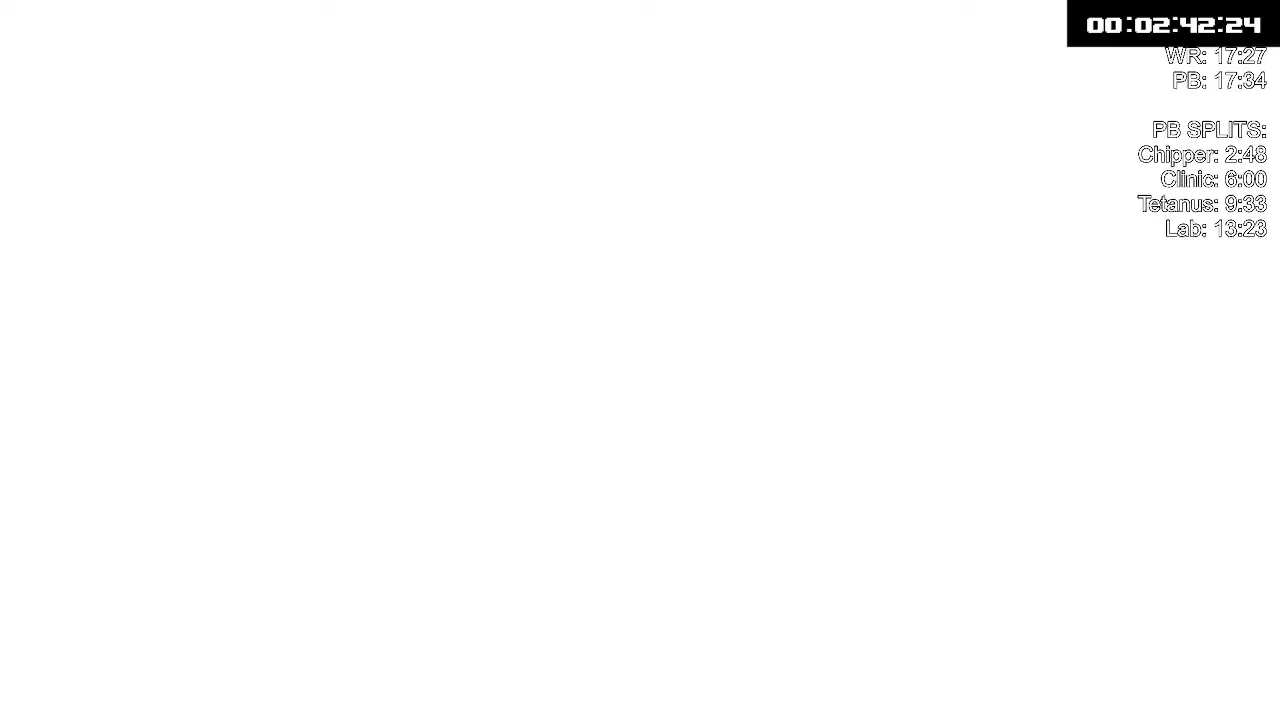 00:02:42:24
WR: 17:27
PB: 17:34
PB SPLITS:
Chipper: 2:48
Clinic: 6:00
Tetanus: 9:33
Lab: 13:23